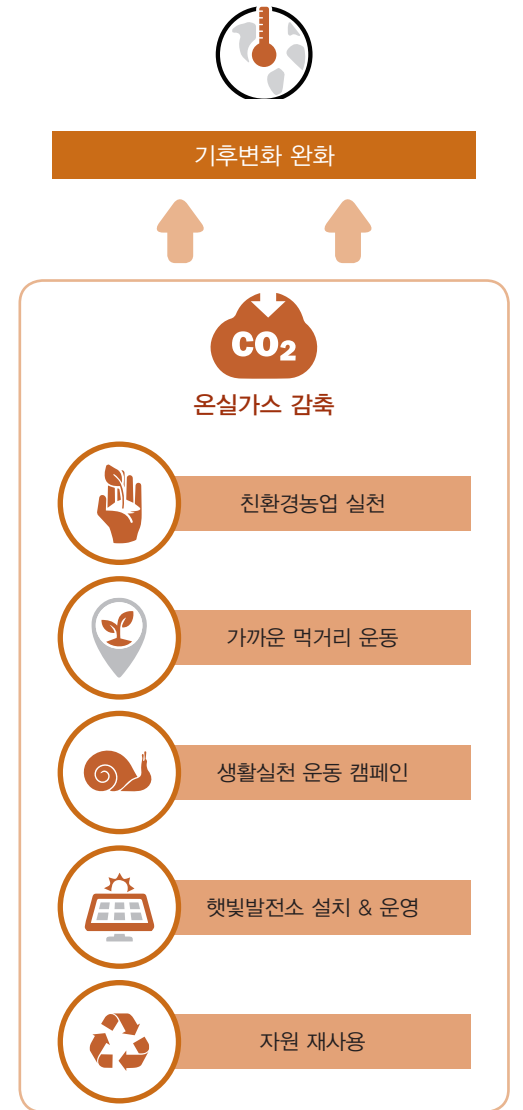 기후변화 완화
CO₂
온실가스 감축
친환경농업 실천
가까운 먹거리 운동
생활실천 운동 캠페인
햇빛발전소 설치 & 운영
자원 재사용